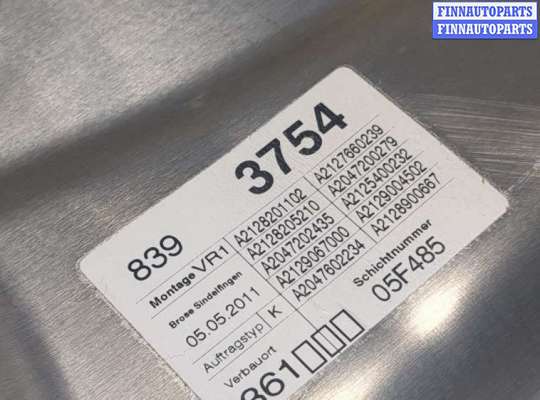 FINNAUTOPARTS
FINNAUTOPARTS
839
3754
Montage VR1
Brose Sindelfingen
05.05.2011
Auftragstyp K
Verbauort
861
A2128201102
A2128205210
A2047202435
A2129067000
A2047602234
A2127660239
A2047200279
A2125400232
A2129004502
A2128900667
Schichtnummer
05F485